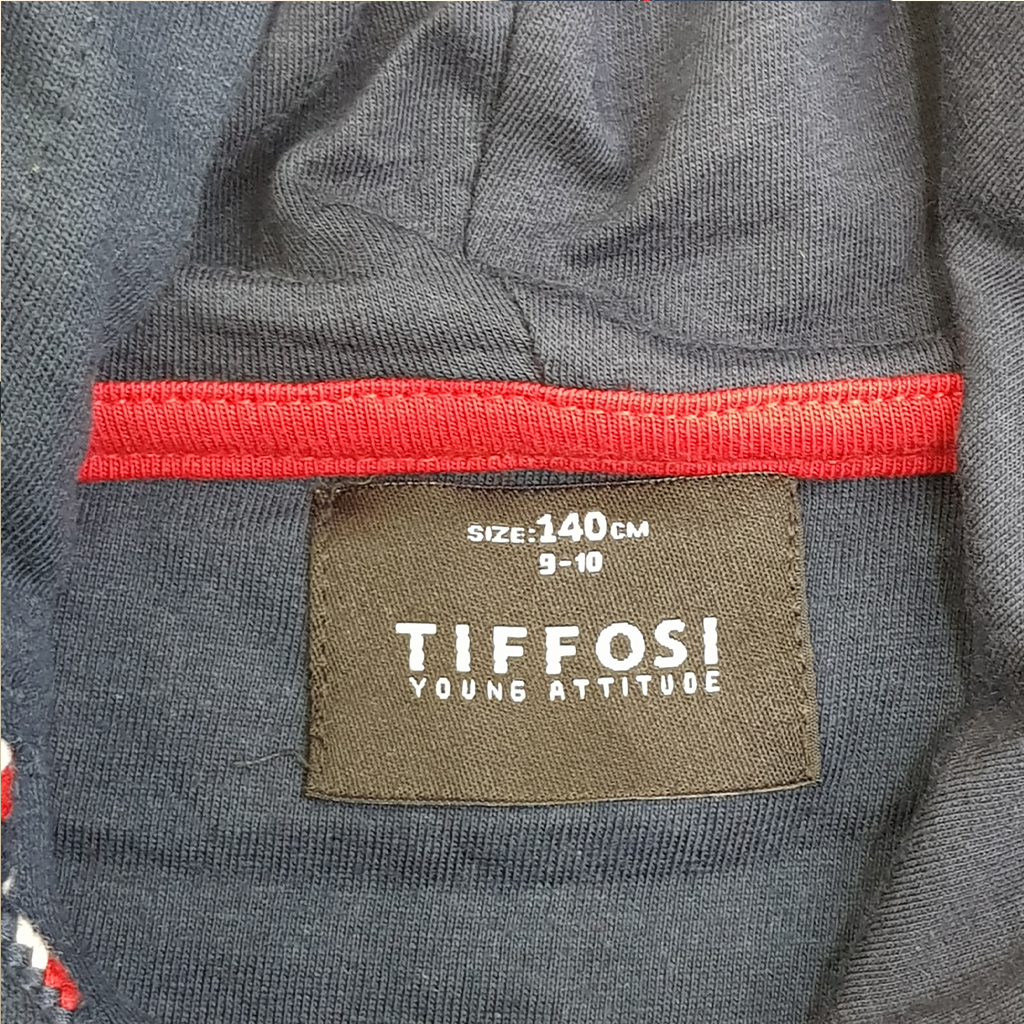 SIZE:140CM
9-10
TIFFOSI
YOUNG ATTITUDE